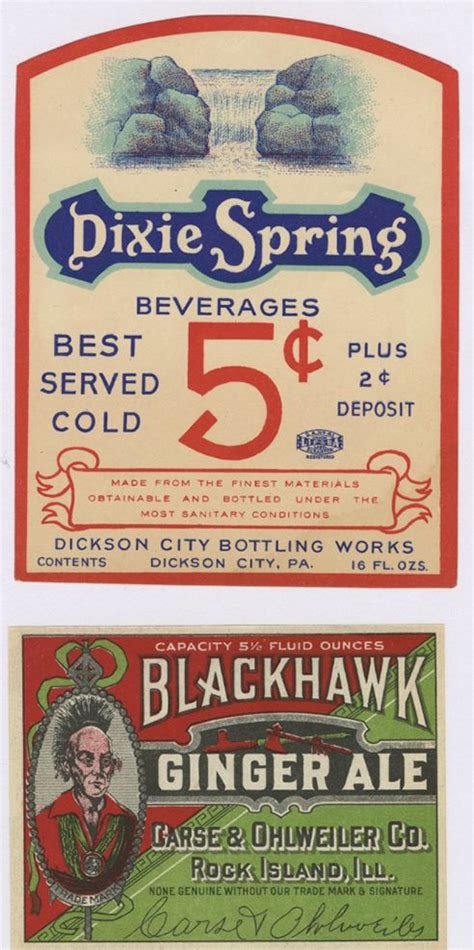 Dixie Spring
BEVERAGES
BEST
SERVED
COLD
5¢
PLUS
2¢
DEPOSIT
REGISTERED
MADE FROM THE FINEST MATERIALS
OBTAINABLE AND BOTTLED UNDER THE
MOST SANITARY CONDITIONS
DICKSON CITY BOTTLING WORKS
CONTENTS DICKSON CITY, PA. 16 FL. OZS.
CAPACITY 5½ FLUID OUNCES
BLACKHAWK
GINGER ALE
CARSE & OHLWEILER CO.
ROCK ISLAND, ILL.
NONE GENUINE WITHOUT OUR TRADE MARK & SIGNATURE
TRADE MARK
Carse & Ohlweiler